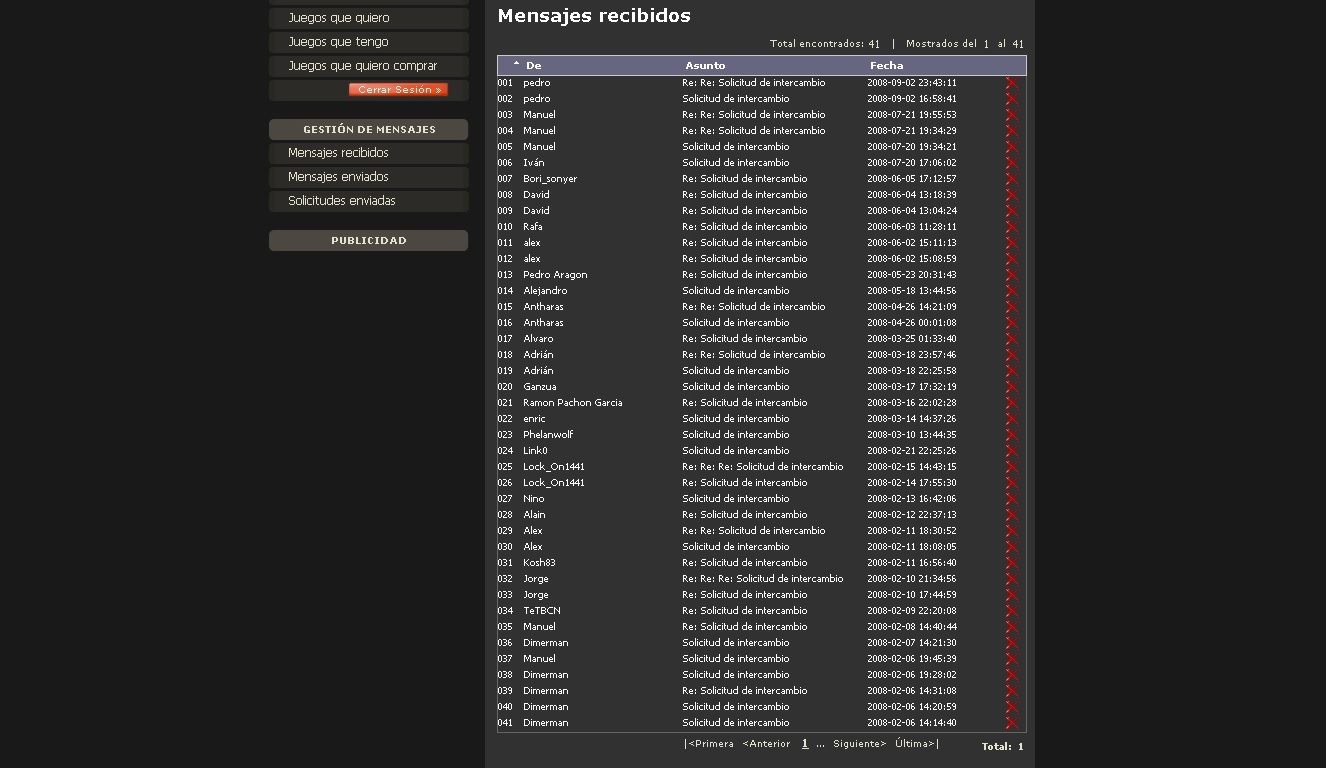 Juegos que quiero
Juegos que tengo
Juegos que quiero comprar
Cerrar Sesión »
GESTIÓN DE MENSAJES
Mensajes recibidos
Mensajes enviados
Solicitudes enviadas
PUBLICIDAD
Mensajes recibidos
Total encontrados: 41 | Mostrados del 1 al 41
De Asunto Fecha
001 pedro Re: Re: Solicitud de intercambio 2008-09-02 23:43:11
002 pedro Solicitud de intercambio 2008-09-02 16:58:41
003 Manuel Re: Re: Solicitud de intercambio 2008-07-21 19:55:53
004 Manuel Re: Re: Solicitud de intercambio 2008-07-21 19:34:29
005 Manuel Solicitud de intercambio 2008-07-20 19:34:21
006 Iván Solicitud de intercambio 2008-07-20 17:06:02
007 Bori_sonyer Re: Solicitud de intercambio 2008-06-05 17:12:57
008 David Re: Solicitud de intercambio 2008-06-04 13:18:39
009 David Re: Solicitud de intercambio 2008-06-04 13:04:24
010 Rafa Re: Solicitud de intercambio 2008-06-03 11:28:11
011 alex Re: Solicitud de intercambio 2008-06-02 15:11:13
012 alex Re: Solicitud de intercambio 2008-06-02 15:08:59
013 Pedro Aragon Re: Solicitud de intercambio 2008-05-23 20:31:43
014 Alejandro Solicitud de intercambio 2008-05-18 13:44:56
015 Antharas Re: Re: Solicitud de intercambio 2008-04-26 14:21:09
016 Antharas Solicitud de intercambio 2008-04-26 00:01:08
017 Alvaro Re: Solicitud de intercambio 2008-03-25 01:33:40
018 Adrián Re: Re: Solicitud de intercambio 2008-03-18 23:57:46
019 Adrián Solicitud de intercambio 2008-03-18 22:25:58
020 Ganzua Solicitud de intercambio 2008-03-17 17:32:19
021 Ramon Pachon Garcia Re: Solicitud de intercambio 2008-03-16 22:02:28
022 enric Solicitud de intercambio 2008-03-14 14:37:26
023 Phelanwolf Solicitud de intercambio 2008-03-10 13:44:35
024 Link0 Solicitud de intercambio 2008-02-21 22:25:26
025 Lock_On1441 Re: Re: Re: Solicitud de intercambio 2008-02-15 14:43:15
026 Lock_On1441 Re: Solicitud de intercambio 2008-02-14 17:55:30
027 Nino Solicitud de intercambio 2008-02-13 16:42:06
028 Alain Re: Solicitud de intercambio 2008-02-12 22:37:13
029 Alex Re: Re: Solicitud de intercambio 2008-02-11 18:30:52
030 Alex Solicitud de intercambio 2008-02-11 18:08:05
031 Kosh83 Re: Solicitud de intercambio 2008-02-11 16:56:40
032 Jorge Re: Re: Re: Solicitud de intercambio 2008-02-10 21:34:56
033 Jorge Re: Solicitud de intercambio 2008-02-10 17:44:59
034 TeTBCN Re: Solicitud de intercambio 2008-02-09 22:20:08
035 Manuel Re: Solicitud de intercambio 2008-02-08 14:40:44
036 Dimerman Solicitud de intercambio 2008-02-07 14:21:30
037 Manuel Solicitud de intercambio 2008-02-06 19:45:39
038 Dimerman Solicitud de intercambio 2008-02-06 19:28:02
039 Dimerman Re: Solicitud de intercambio 2008-02-06 14:31:08
040 Dimerman Solicitud de intercambio 2008-02-06 14:20:59
041 Dimerman Solicitud de intercambio 2008-02-06 14:14:40
|<Primera <Anterior 1 ... Siguiente> Última>|
Total: 1